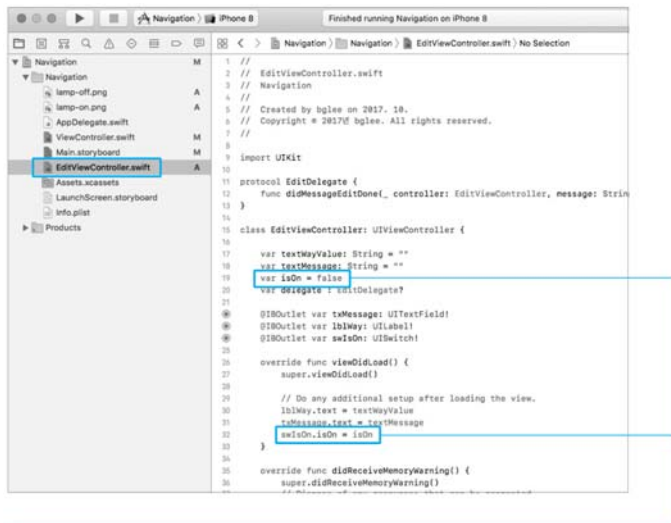 Navigation
iPhone 8
Finished running Navigation on iPhone 8
Navigation
Navigation
EditViewController.swift
No Selection
Navigation M
Navigation
lamp-off.png A
lamp-on.png A
AppDelegate.swift
ViewController.swift M
Main.storyboard M
EditViewController.swift A
Assets.xcassets
LaunchScreen.storyboard
Info.plist
Products
1 //
2 // EditViewController.swift
3 // Navigation
4 //
5 // Created by bglee on 2017. 10.
6 // Copyright © 2017년 bglee. All rights reserved.
7 //
8
9 import UIKit
10
11 protocol EditDelegate {
12 func didMessageEditDone(_ controller: EditViewController, message: Strin
13 }
14
15 class EditViewController: UIViewController {
16
17 var textWayValue: String = ""
18 var textMessage: String = ""
19 var isOn = false
20 var delegate : EditDelegate?
21
@IBOutlet var txMessage: UITextField!
@IBOutlet var lblWay: UILabel!
@IBOutlet var swIsOn: UISwitch!
25
26 override func viewDidLoad() {
27 super.viewDidLoad()
28
29 // Do any additional setup after loading the view.
30 lblWay.text = textWayValue
31 txMessage.text = textMessage
32 swIsOn.isOn = isOn
33 }
34
35 override func didReceiveMemoryWarning() {
36 super.didReceiveMemoryWarning()